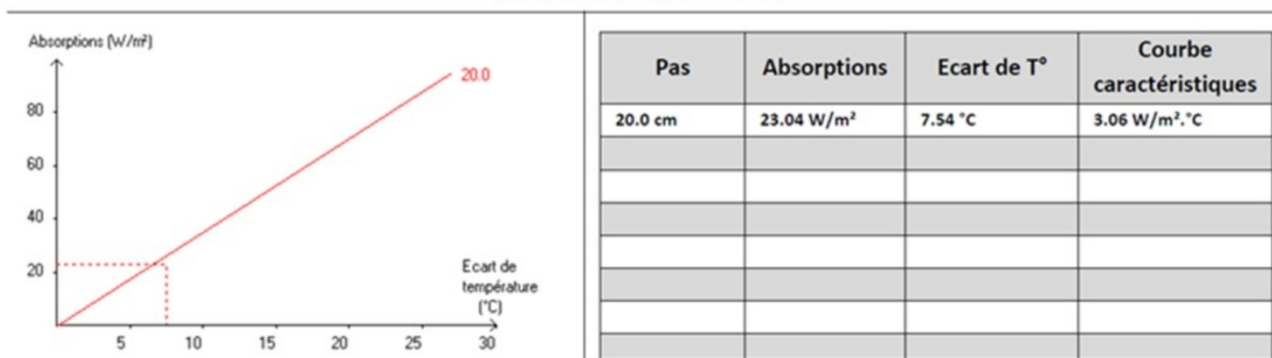 Absorptions (W/m²)
80
60
40
20
20.0
Ecart de
température
(°C)
5 10 15 20 25 30
Pas Absorptions Ecart de T° Courbe
caractéristiques
20.0 cm 23.04 W/m² 7.54 °C 3.06 W/m².°C